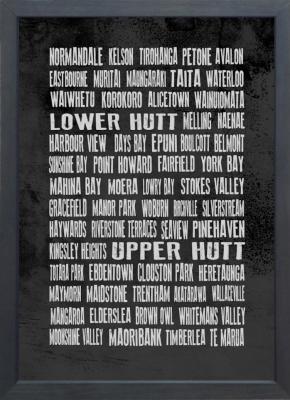 NORMANDALE KELSON TIROHANGA PETONE AVALON
EASTBOURNE MURITAI MAUNGARAKI TAITA WATERLOO
WAIWHETU KOROKORO ALICETOWN WAINUIOMATA
LOWER HUTT MELLING NAENAE
HARBOUR VIEW DAYS BAY EPUNI BOULCOTT BELMONT
SUNSHINE BAY POINT HOWARD FAIRFIELD YORK BAY
MAHINA BAY MOERA LOWRY BAY STOKES VALLEY
GRACEFIELD MANOR PARK WOBURN BIRCHVILLE SILVERSTREAM
HAYWARDS RIVERSTONE TERRACES SEAVIEW PINEHAVEN
KINGSLEY HEIGHTS UPPER HUTT
TOTARA PARK EBDENTOWN CLOUSTON PARK HERETAUNGA
MAYMORN MAIDSTONE TRENTHAM AKATARAWA WALLACEVILLE
MANGAROA ELDERSLEA BROWN OWL WHITEMANS VALLEY
MOONSHINE VALLEY MAORIBANK TIMBERLEA TE MARUA